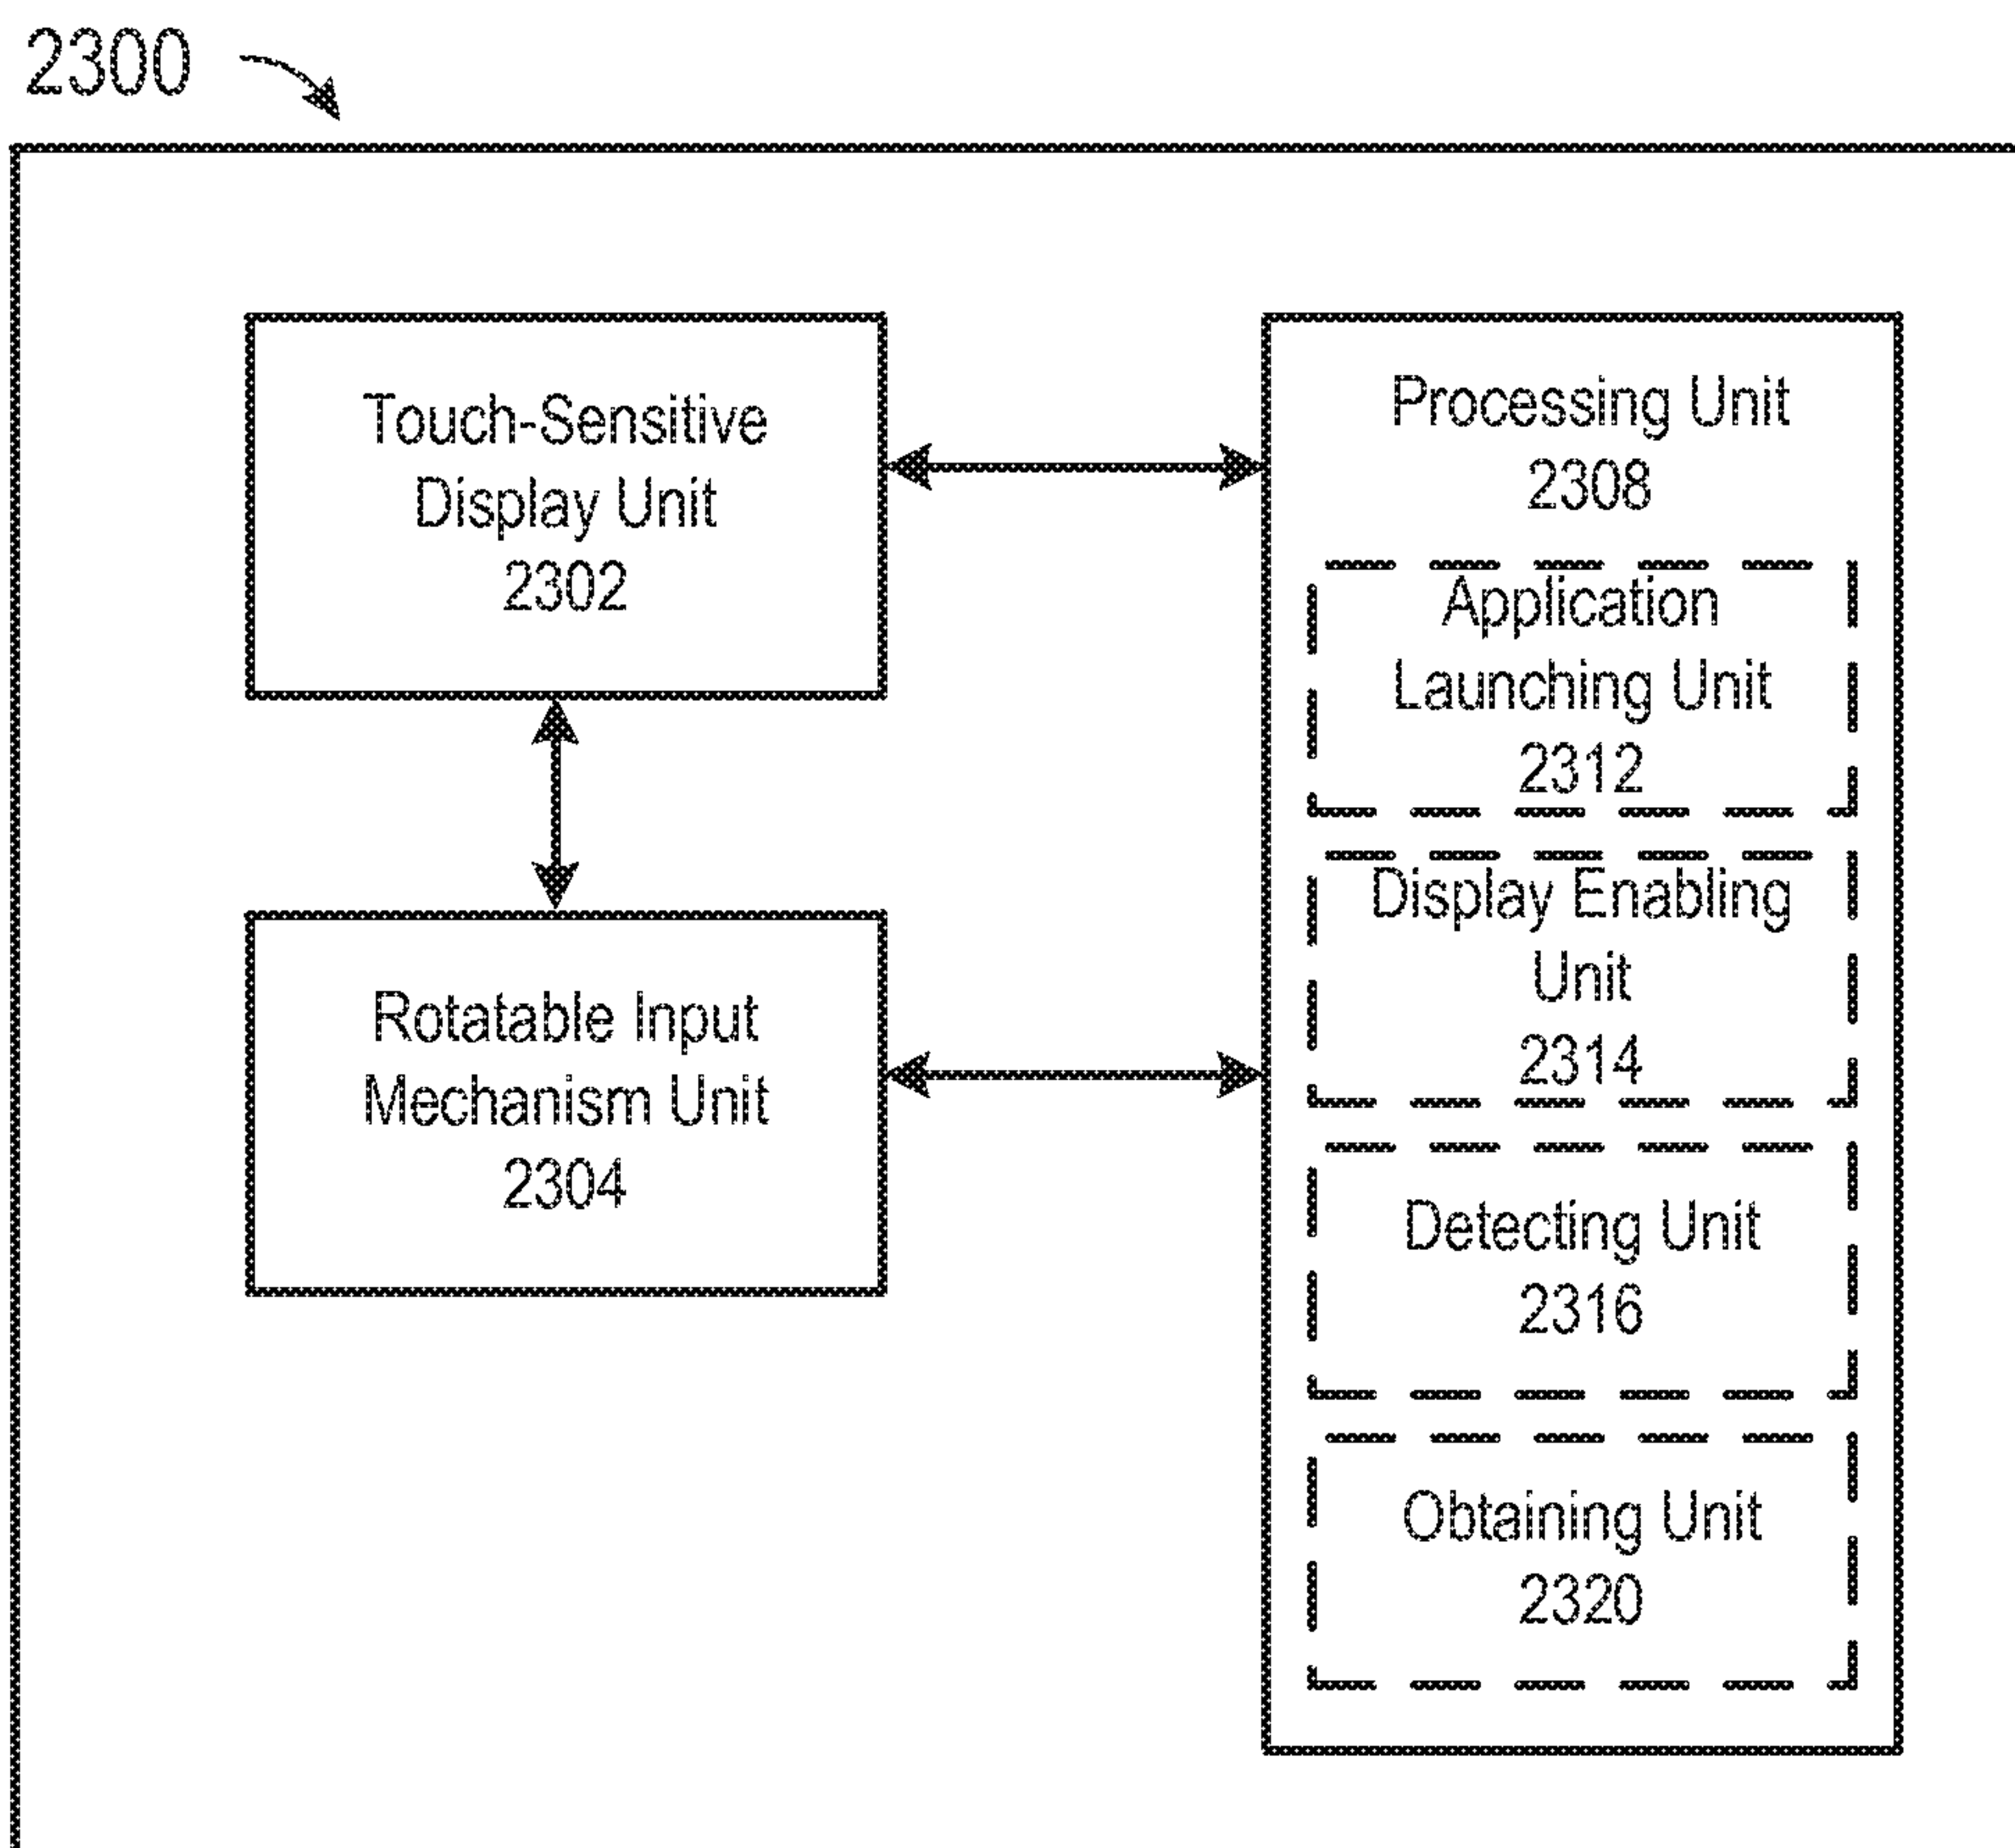 2300
Touch-Sensitive
Display Unit
2302
Rotatable Input
Mechanism Unit
2304
Processing Unit
2308
Application
Launching Unit
2312
Display Enabling
Unit
2314
Detecting Unit
2316
Obtaining Unit
2320